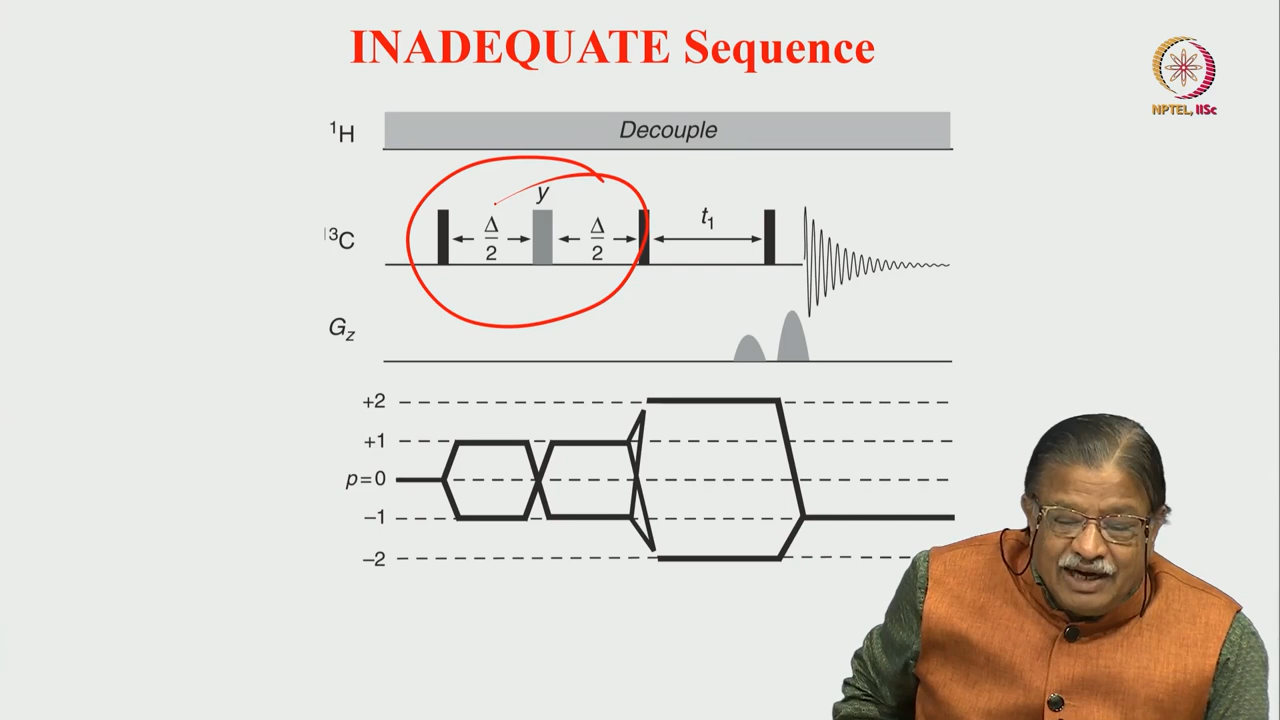 INADEQUATE Sequence
NPTEL, IISc
¹H Decouple
y
¹³C Δ/2 Δ/2 t₁
G_z
+2
+1
p=0
−1
−2